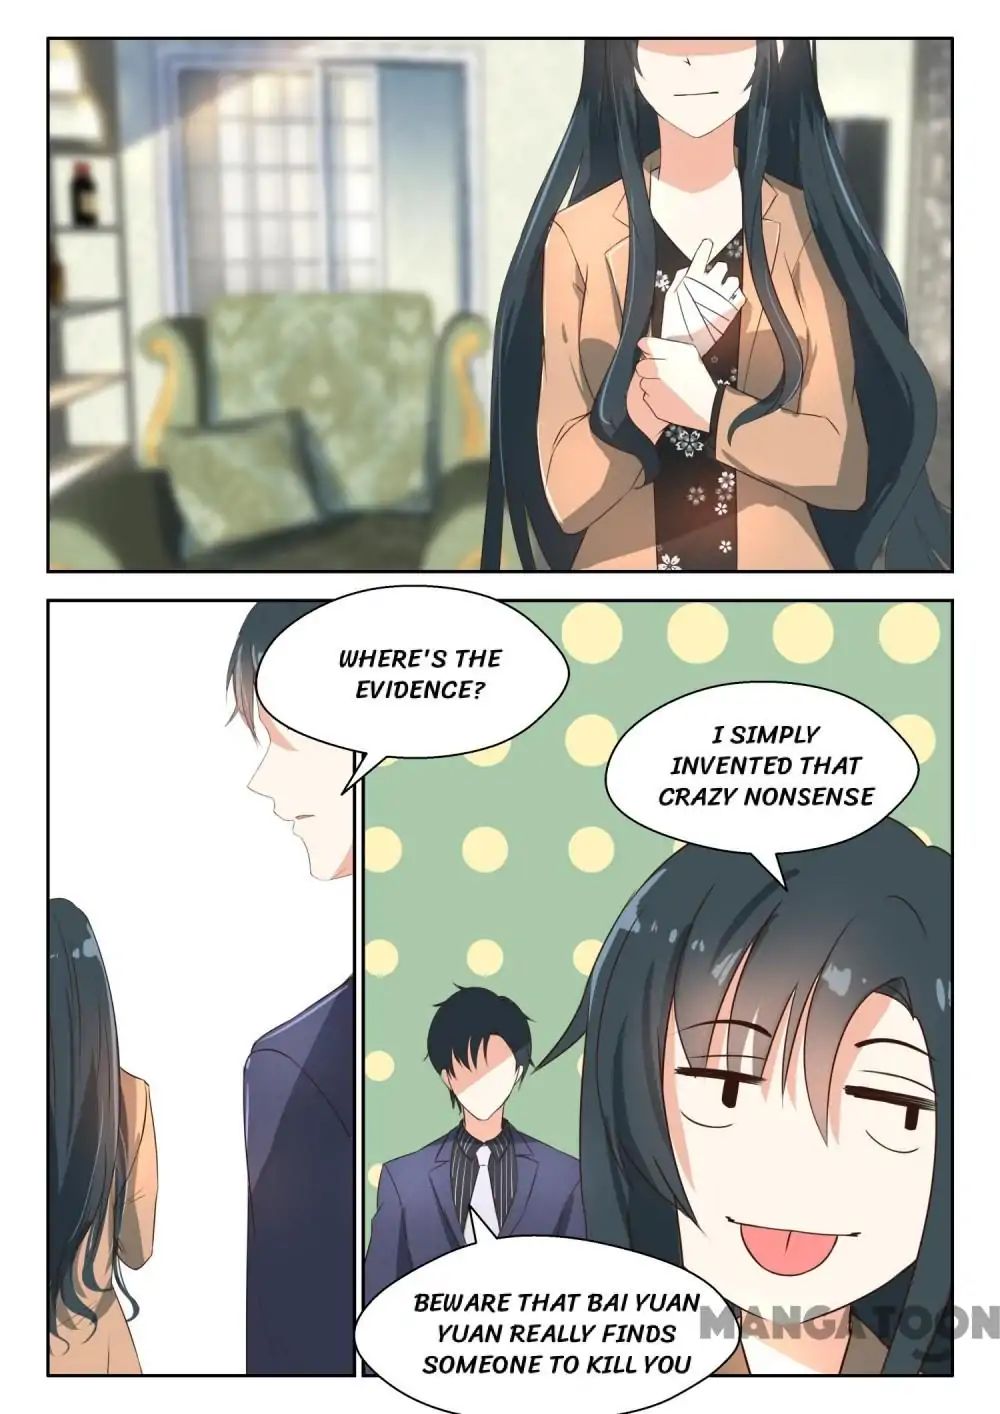 WHERE'S THE
EVIDENCE?
I SIMPLY
INVENTED THAT
CRAZY NONSENSE
BEWARE THAT BAI YUAN
YUAN REALLY FINDS
SOMEONE TO KILL YOU
MANGATOON